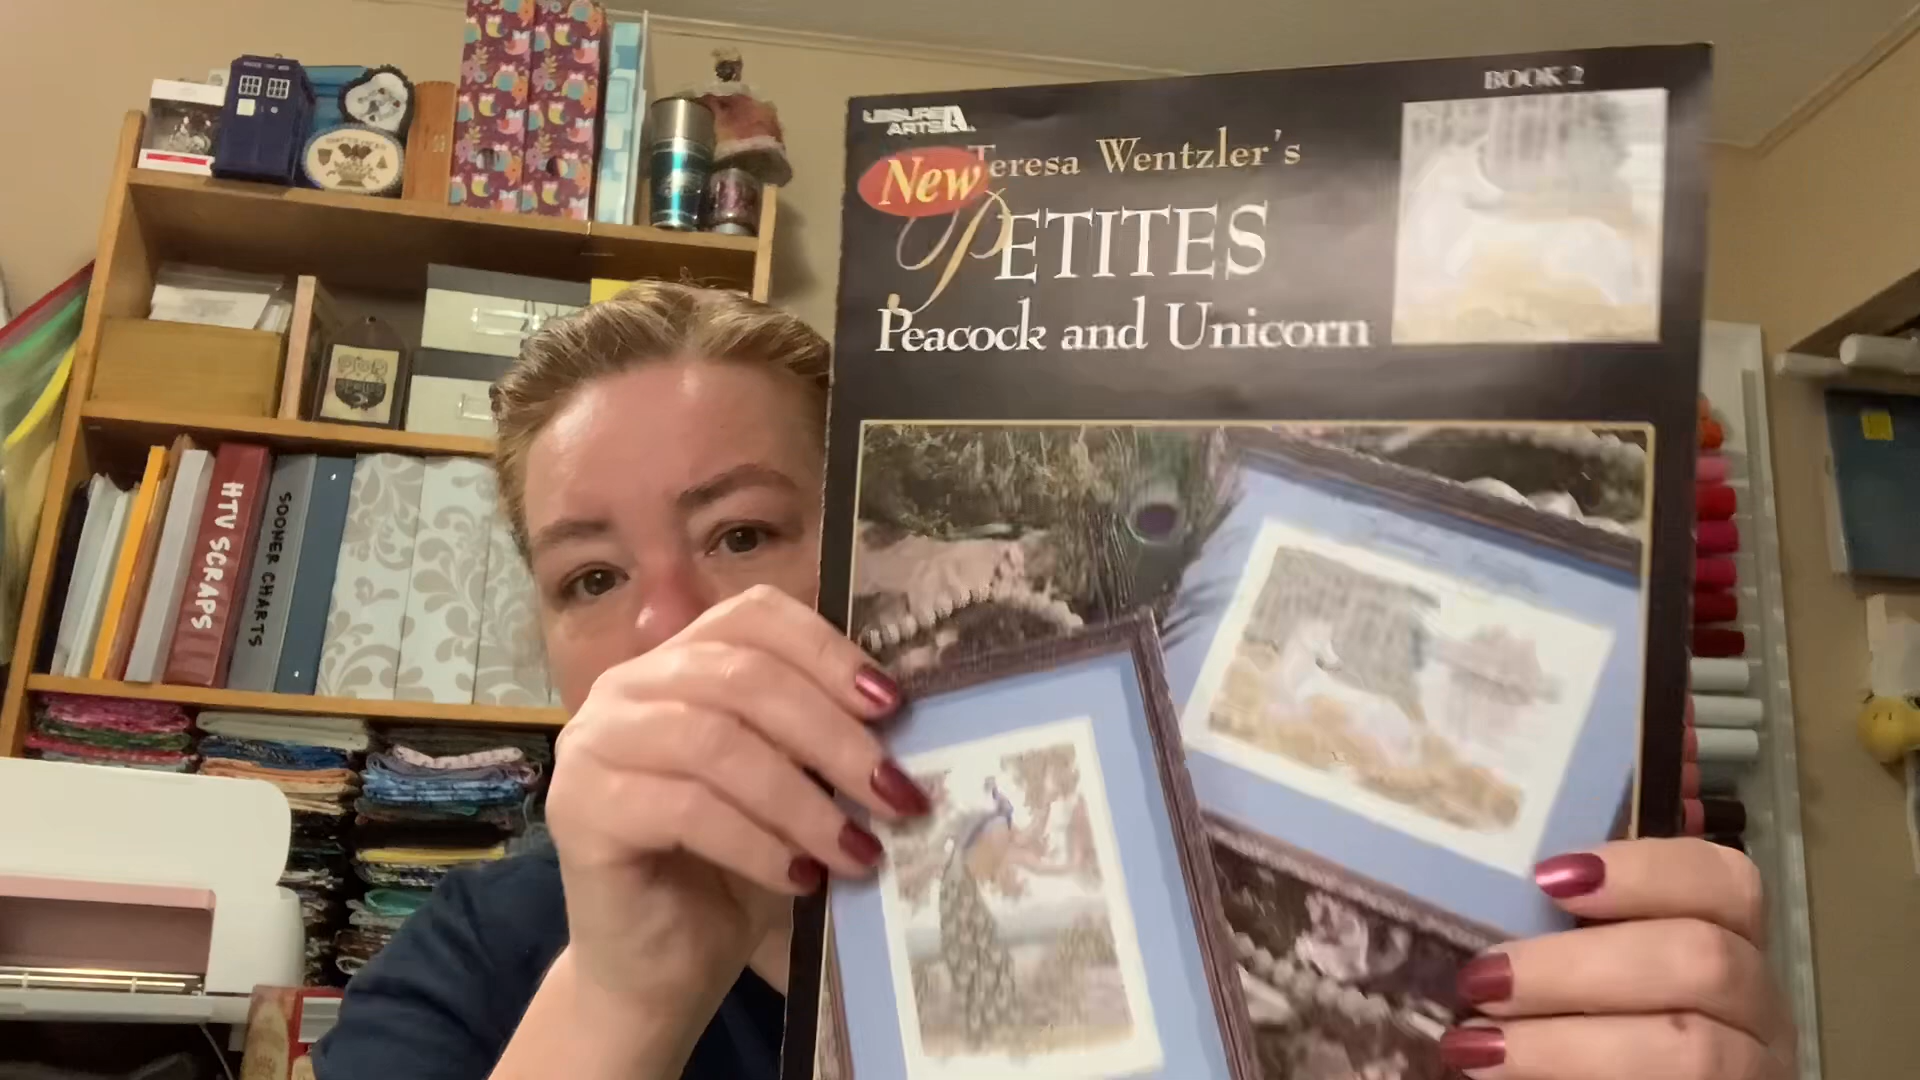 BOOK 2
LEISURE
ARTS
New
Teresa Wentzler's
PETITES
Peacock and Unicorn
HTV SCRAPS
SOONER CHARTS